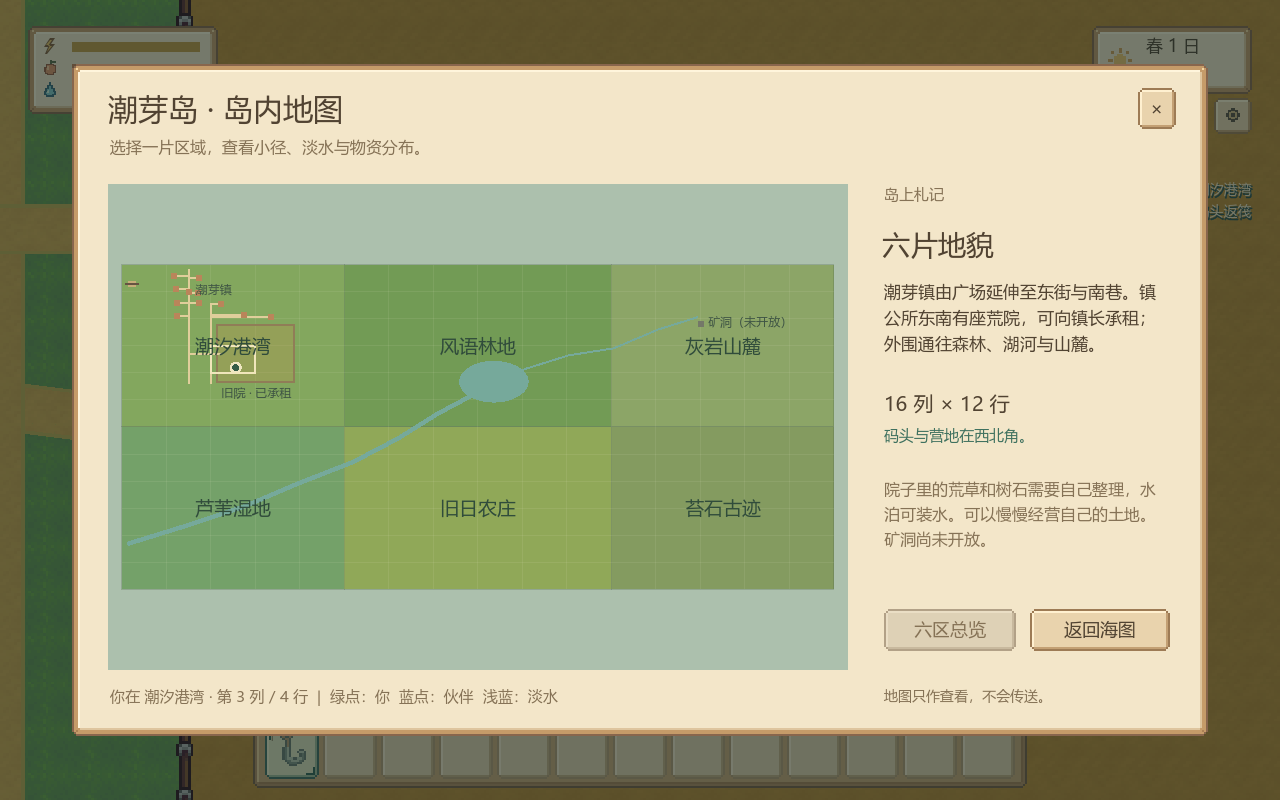 春 1 日
潮芽岛 · 岛内地图
×
选择一片区域，查看小径、淡水与物资分布。
汐港湾
头返筏
岛上札记
六片地貌
潮芽镇由广场延伸至东街与南巷。镇
公所东南有座荒院，可向镇长承租；
外围通往森林、湖河与山麓。
16 列 × 12 行
码头与营地在西北角。
院子里的荒草和树石需要自己整理，水
泊可装水。可以慢慢经营自己的土地。
矿洞尚未开放。
潮芽镇
矿洞（未开放）
潮汐港湾
风语林地
灰岩山麓
旧院 · 已承租
芦苇湿地
旧日农庄
苔石古迹
六区总览
返回海图
你在 潮汐港湾 · 第 3 列 / 4 行 | 绿点：你 蓝点：伙伴 浅蓝：淡水
地图只作查看，不会传送。